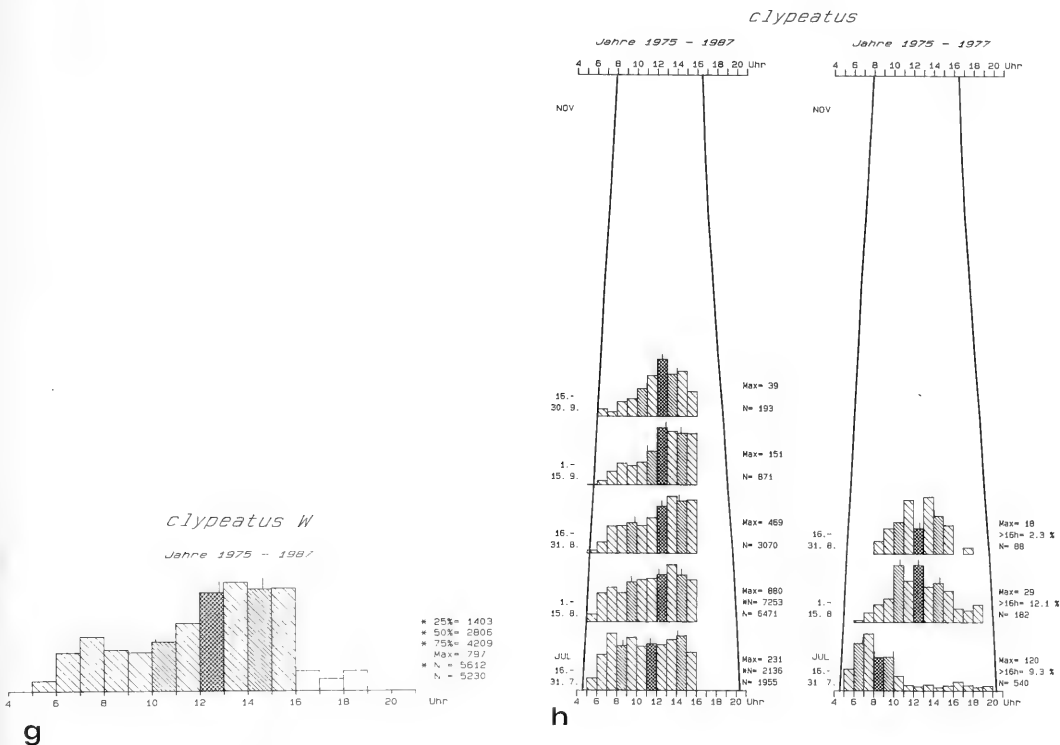 clypeatus
Jahre 1975 - 1987
4 6 8 10 12 14 16 18 20 Uhr
NOV
16.-
30. 9.
Max= 39
N= 193
1.-
15. 9.
Max= 151
N= 871
16.-
31. 8.
Max= 469
N= 3070
1.-
15. 8.
Max= 880
*N= 7253
N= 6471
JUL
16.-
31. 7.
Max= 231
*N= 2136
N= 1955
4 6 8 10 12 14 16 18 20 Uhr
h
Jahre 1975 - 1977
4 6 8 10 12 14 16 18 20 Uhr
NOV
16.-
31. 8.
Max= 18
>16h= 2.3 %
N= 88
1.-
15. 8
Max= 29
>16h= 12.1 %
N= 182
JUL
16.-
31 7.
Max= 120
>16h= 9.3 %
N= 540
4 6 8 10 12 14 16 18 20 Uhr
clypeatus W
Jahre 1975 - 1987
* 25%= 1403
* 50%= 2806
* 75%= 4209
Max= 797
* N = 5612
N = 5230
4 6 8 10 12 14 16 18 20 Uhr
g